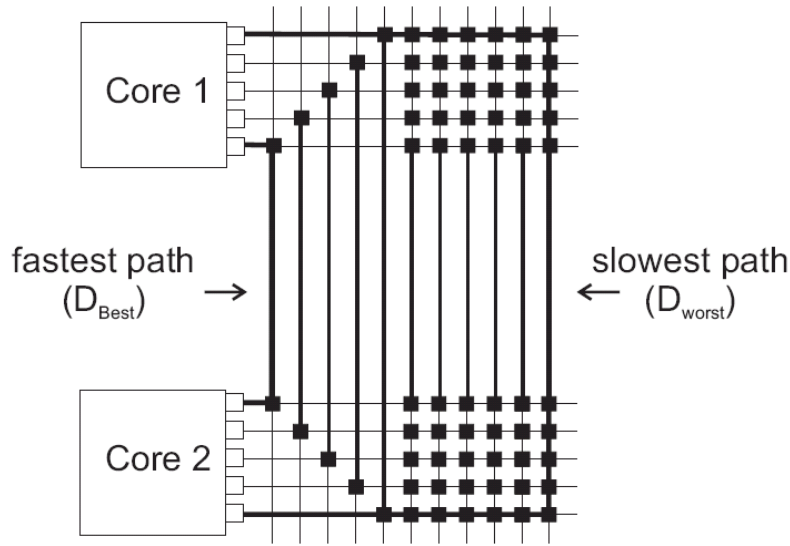 Core 1
fastest path
(D_Best)
slowest path
(D_worst)
Core 2